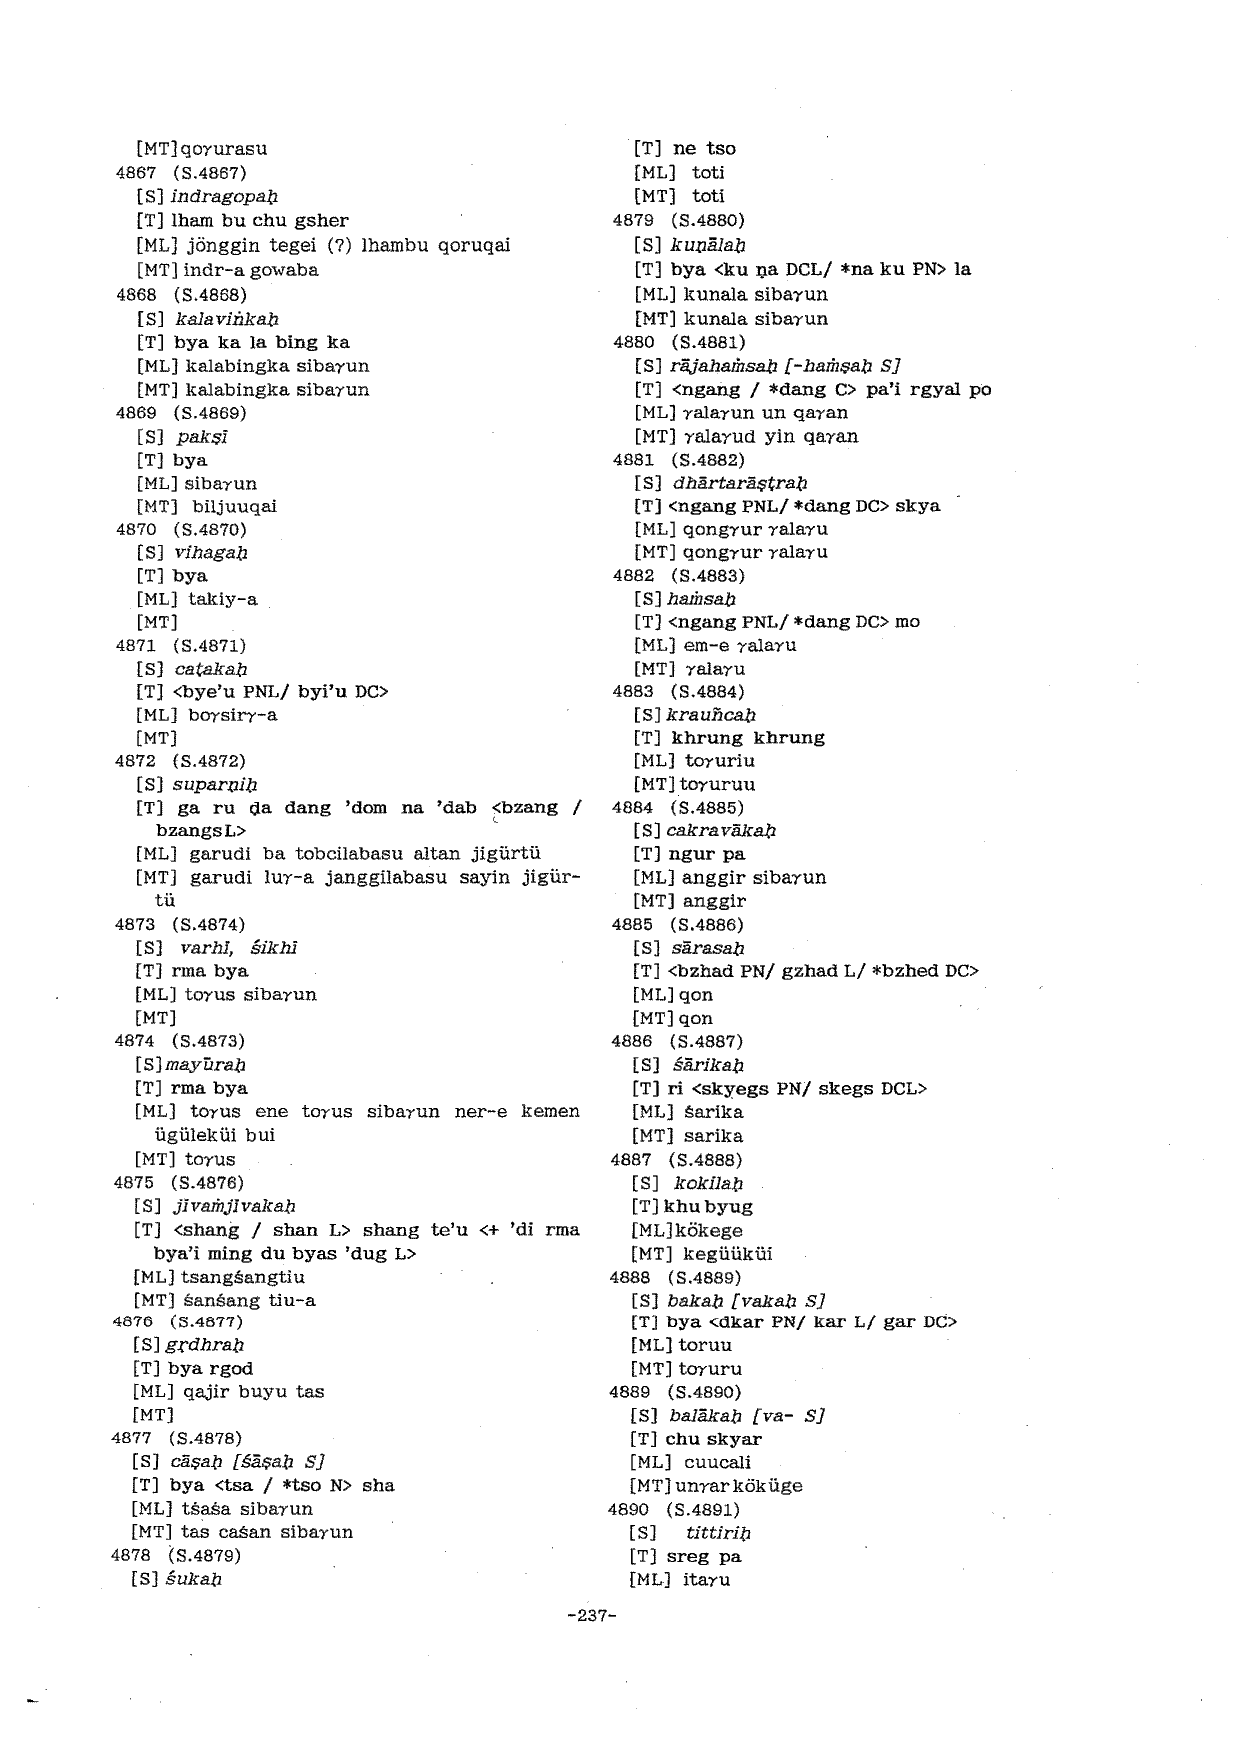 [MT] qoγurasu
4867 (S.4867)
[S] indragopaḥ
[T] lham bu chu gsher
[ML] jönggin tegei (?) lhambu qoruqai
[MT] indr-a gowaba
4868 (S.4868)
[S] kalaviṅkaḥ
[T] bya ka la bing ka
[ML] kalabingka sibaγun
[MT] kalabingka sibaγun
4869 (S.4869)
[S] pakṣī
[T] bya
[ML] sibaγun
[MT] biljuuqai
4870 (S.4870)
[S] vihagaḥ
[T] bya
[ML] takiy-a
[MT]
4871 (S.4871)
[S] caṭakaḥ
[T] <bye'u PNL/ byi'u DC>
[ML] boγsirγ-a
[MT]
4872 (S.4872)
[S] suparṇiḥ
[T] ga ru ḍa dang 'dom na 'dab <bzang /
bzangs L>
[ML] garudi ba tobcilabasu altan jigürtü
[MT] garudi luγ-a janggilabasu sayin jigür-
tü
4873 (S.4874)
[S] varhī, śikhī
[T] rma bya
[ML] toγus sibaγun
[MT]
4874 (S.4873)
[S] mayūraḥ
[T] rma bya
[ML] toγus ene toγus sibaγun ner-e kemen
ügüleküi bui
[MT] toγus
4875 (S.4876)
[S] jīvaṁjīvakaḥ
[T] <shang / shan L> shang te'u <+ 'di rma
bya'i ming du byas 'dug L>
[ML] tsangśangtiu
[MT] śanśang tiu-a
4876 (S.4877)
[S] gṛdhraḥ
[T] bya rgod
[ML] qajir buyu tas
[MT]
4877 (S.4878)
[S] cāṣaḥ [śāṣaḥ S]
[T] bya <tsa / *tso N> sha
[ML] tśaśa sibaγun
[MT] tas caśan sibaγun
4878 (S.4879)
[S] śukaḥ
[T] ne tso
[ML] toti
[MT] toti
4879 (S.4880)
[S] kuṇālaḥ
[T] bya <ku ṇa DCL/ *na ku PN> la
[ML] kunala sibaγun
[MT] kunala sibaγun
4880 (S.4881)
[S] rājahaṁsaḥ [-haṁṣaḥ S]
[T] <ngang / *dang C> pa'i rgyal po
[ML] γalaγun un qaγan
[MT] γalaγud yin qaγan
4881 (S.4882)
[S] dhārtarāṣṭraḥ
[T] <ngang PNL/ *dang DC> skya
[ML] qongγur γalaγu
[MT] qongγur γalaγu
4882 (S.4883)
[S] haṁsaḥ
[T] <ngang PNL/ *dang DC> mo
[ML] em-e γalaγu
[MT] γalaγu
4883 (S.4884)
[S] krauñcaḥ
[T] khrung khrung
[ML] toγuriu
[MT] toγuruu
4884 (S.4885)
[S] cakravākaḥ
[T] ngur pa
[ML] anggir sibaγun
[MT] anggir
4885 (S.4886)
[S] sārasaḥ
[T] <bzhad PN/ gzhad L/ *bzhed DC>
[ML] qon
[MT] qon
4886 (S.4887)
[S] śārikaḥ
[T] ri <skyegs PN/ skegs DCL>
[ML] śarika
[MT] sarika
4887 (S.4888)
[S] kokilaḥ
[T] khu byug
[ML] kökege
[MT] kegüüküi
4888 (S.4889)
[S] bakaḥ [vakaḥ S]
[T] bya <dkar PN/ kar L/ gar DC>
[ML] toruu
[MT] toγuru
4889 (S.4890)
[S] balākaḥ [va- S]
[T] chu skyar
[ML] cuucali
[MT] unγar köküge
4890 (S.4891)
[S] tittiriḥ
[T] sreg pa
[ML] itaγu
-237-